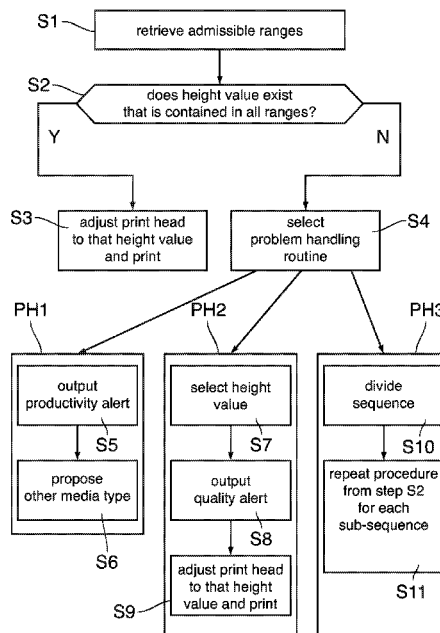 S1
retrieve admissible ranges
S2
does height value exist
that is contained in all ranges?
Y
N
S3
adjust print head
to that height value
and print
S4
select
problem handling
routine
PH1
output
productivity alert
S5
propose
other media type
S6
PH2
select height
value
S7
output
quality alert
S8
adjust print head
to that height
value and print
S9
PH3
divide
sequence
S10
repeat procedure
from step S2
for each
sub-sequence
S11